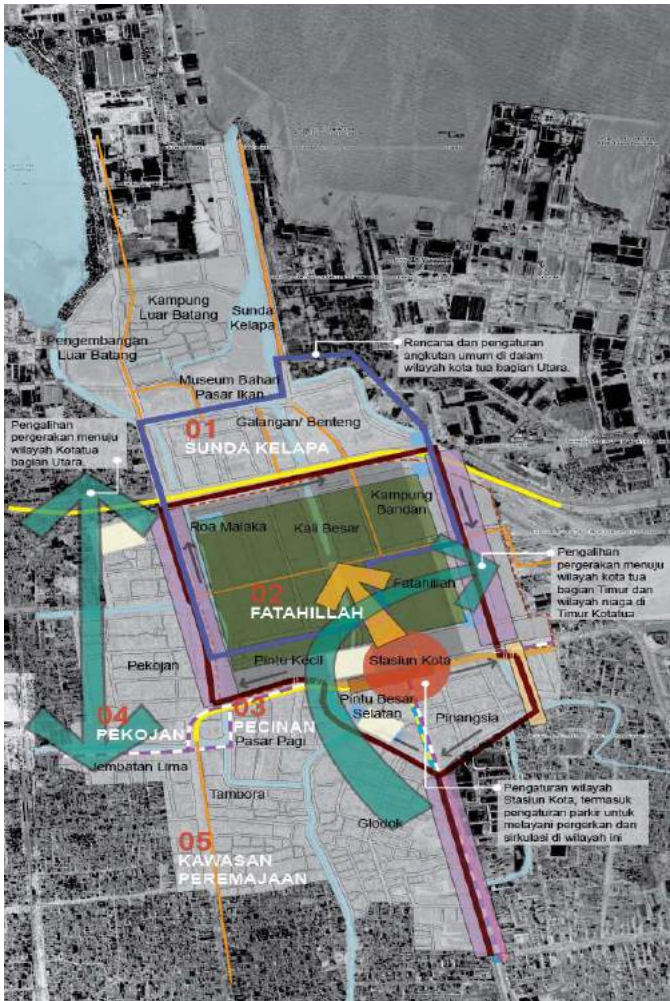 Kampung
Luar Batang
Sunda
Kelapa
Pengembangan
Luar Batang
Rencana dan pengaturan
angkutan umum di dalam
wilayah kota tua bagian Utara.
Museum Bahari
Pasar Ikan
Galangan/ Benteng
01
SUNDA KELAPA
Pengalihan
pergerakan menuju
wilayah Kotatua
bagian Utara.
Kampung
Bandan
Roa Malaka
Kali Besar
Pengalihan
pergerakan menuju
wilayah kota tua
bagian Timur dan
wilayah niaga di
Timur Kotatua
Fatahillah
02
FATAHILLAH
Pekojan
Pintu Kecil
Stasiun Kota
Pintu Besar
Selatan
Pinangsia
04
PEKOJAN
03
PECINAN
Pasar Pagi
Jembatan Lima
Tambora
Glodok
Pengaturan wilayah
Stasiun Kota, termasuk
pengaturan parkir untuk
melayani pergerkan dan
sirkulasi di wilayah ini
05
KAWASAN
PEREMAJAAN